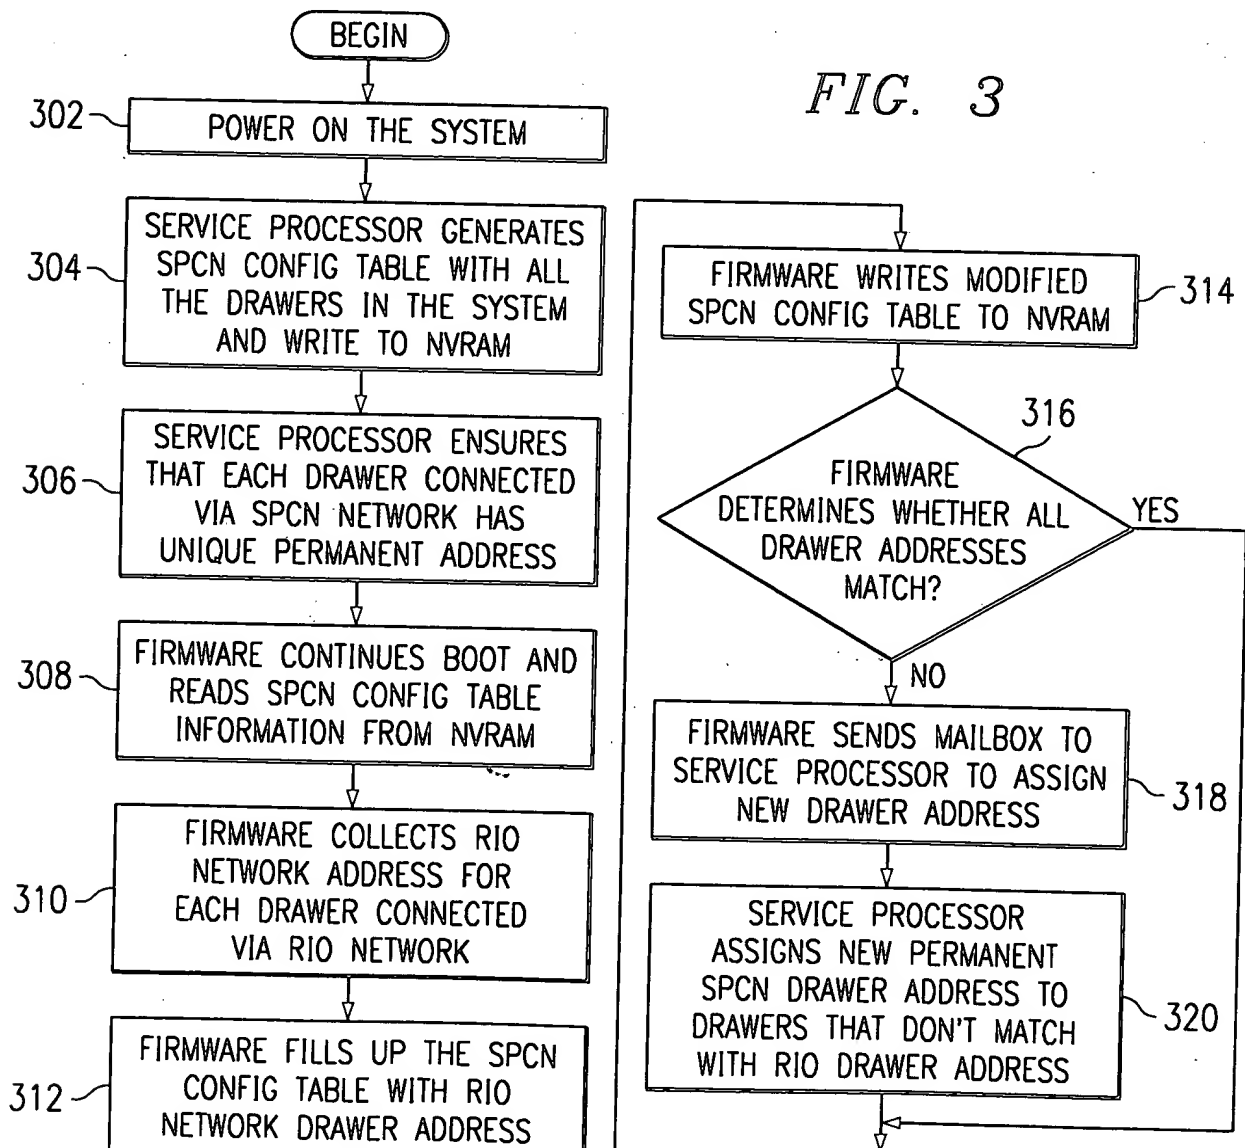 BEGIN
FIG. 3
302
POWER ON THE SYSTEM
304
SERVICE PROCESSOR GENERATES
SPCN CONFIG TABLE WITH ALL
THE DRAWERS IN THE SYSTEM
AND WRITE TO NVRAM
306
SERVICE PROCESSOR ENSURES
THAT EACH DRAWER CONNECTED
VIA SPCN NETWORK HAS
UNIQUE PERMANENT ADDRESS
308
FIRMWARE CONTINUES BOOT AND
READS SPCN CONFIG TABLE
INFORMATION FROM NVRAM
310
FIRMWARE COLLECTS RIO
NETWORK ADDRESS FOR
EACH DRAWER CONNECTED
VIA RIO NETWORK
312
FIRMWARE FILLS UP THE SPCN
CONFIG TABLE WITH RIO
NETWORK DRAWER ADDRESS
FIRMWARE WRITES MODIFIED
SPCN CONFIG TABLE TO NVRAM
314
316
FIRMWARE
DETERMINES WHETHER ALL
DRAWER ADDRESSES
MATCH?
YES
NO
FIRMWARE SENDS MAILBOX TO
SERVICE PROCESSOR TO ASSIGN
NEW DRAWER ADDRESS
318
SERVICE PROCESSOR
ASSIGNS NEW PERMANENT
SPCN DRAWER ADDRESS TO
DRAWERS THAT DON'T MATCH
WITH RIO DRAWER ADDRESS
320